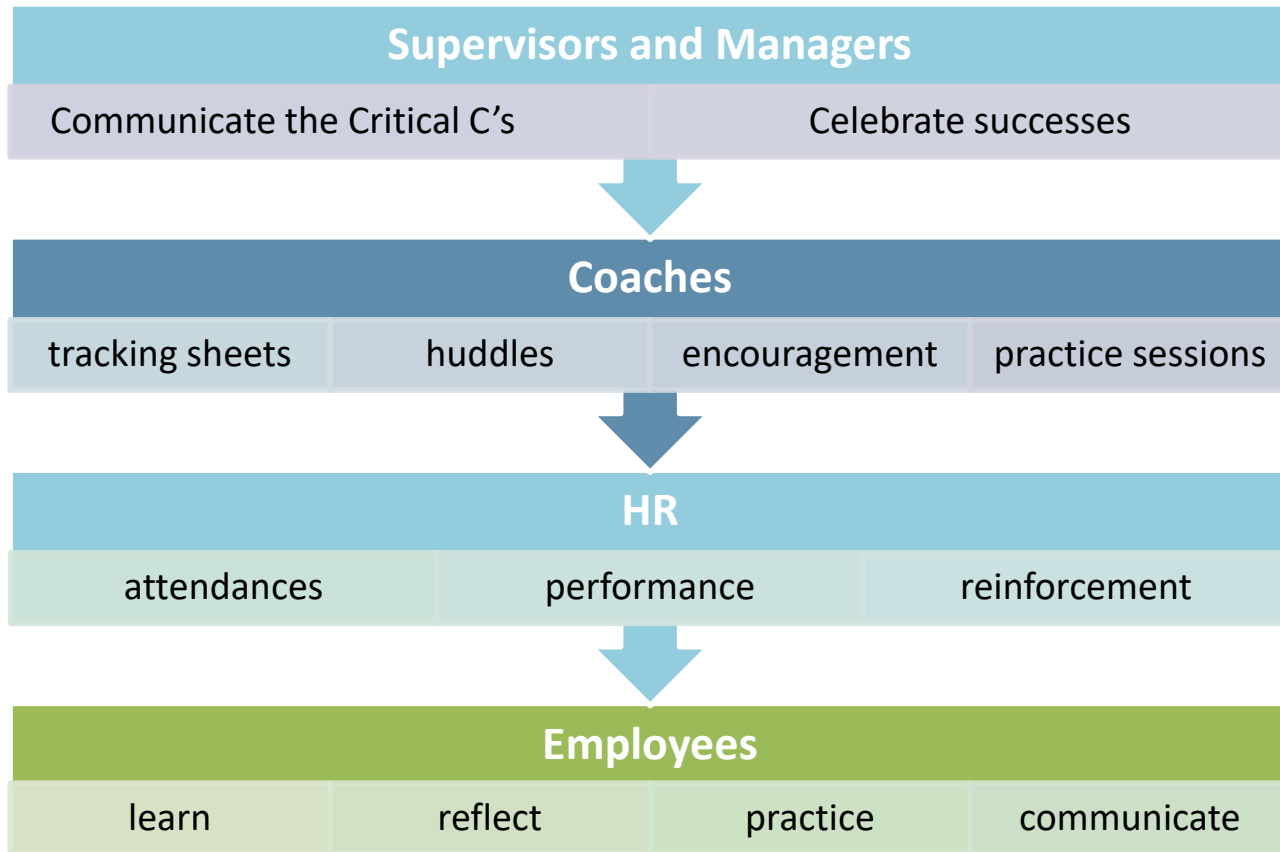 Supervisors and Managers
Communicate the Critical C’s
Celebrate successes
Coaches
tracking sheets
huddles
encouragement
practice sessions
HR
attendances
performance
reinforcement
Employees
learn
reflect
practice
communicate